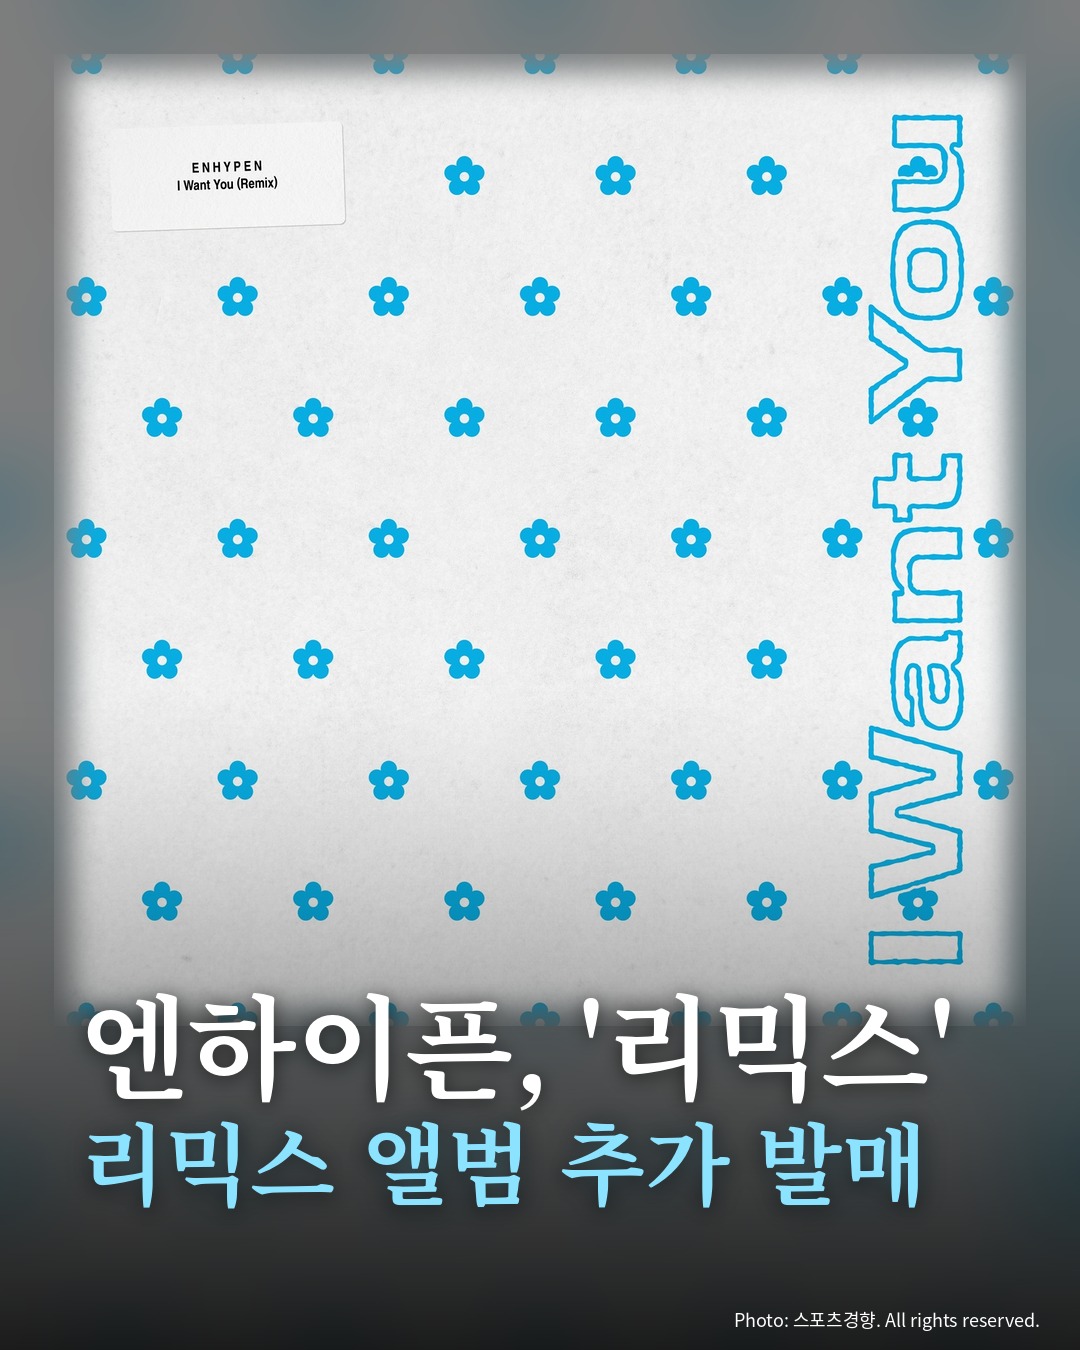 ENHYPEN
I Want You (Remix)
I Want You
엔하이픈, '리믹스'
리믹스 앨범 추가 발매
Photo: 스포츠경향. All rights reserved.